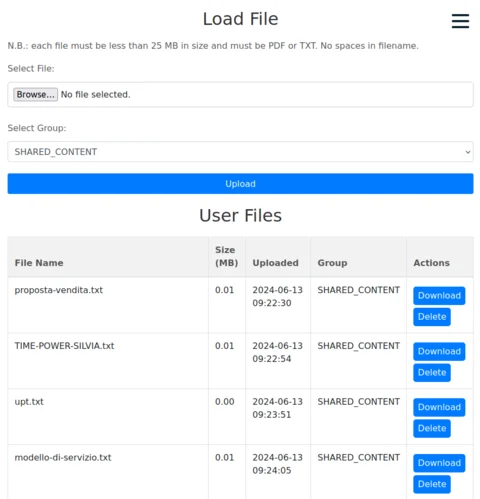 Load File
N.B.: each file must be less than 25 MB in size and must be PDF or TXT. No spaces in filename.
Select File:
Browse... No file selected.
Select Group:
SHARED_CONTENT
Upload
User Files
File Name Size (MB) Uploaded Group Actions
proposta-vendita.txt 0.01 2024-06-13 09:22:30 SHARED_CONTENT Download
Delete
TIME-POWER-SILVIA.txt 0.01 2024-06-13 09:22:54 SHARED_CONTENT Download
Delete
upt.txt 0.00 2024-06-13 09:23:51 SHARED_CONTENT Download
Delete
modello-di-servizio.txt 0.01 2024-06-13 09:24:05 SHARED_CONTENT Download
Delete